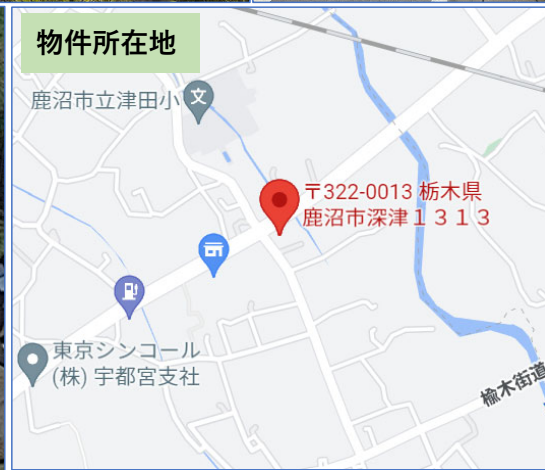 物件所在地
鹿沼市立津田小
文
〒322-0013 栃木県
鹿沼市深津１３１３
東京シンコール
(株) 宇都宮支社
楡木街道